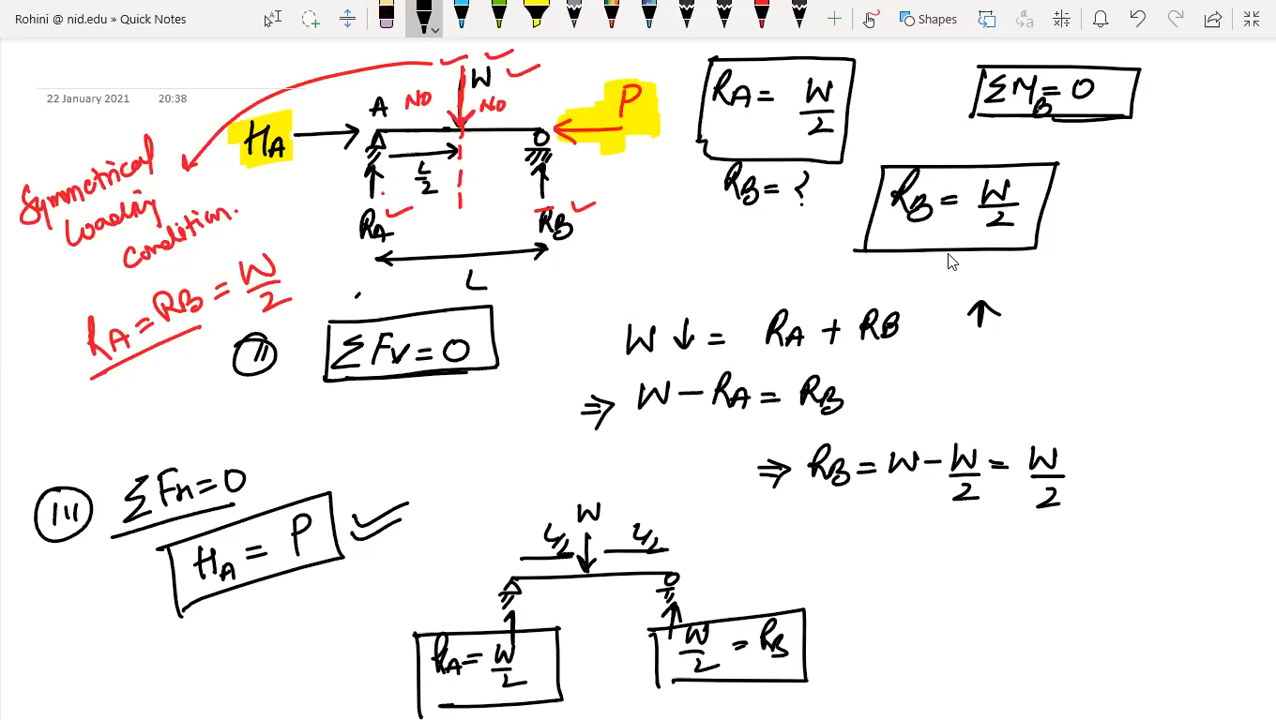 Rohini @ nid.edu » Quick Notes
Shapes
22 January 2021 20:38
W
A NO NO
P
HA
L/2
RA RB
L
Symmetrical
loading
condition.
RA = RB = W/2
RA = W/2
RB = ?
ΣMB = 0
RB = W/2
II ΣFv = 0
W ↓ = RA + RB ↑
⇒ W − RA = RB
⇒ RB = W − W/2 = W/2
III ΣFn = 0
HA = P
W
L/2 L/2
RA = W/2
W/2 = RB